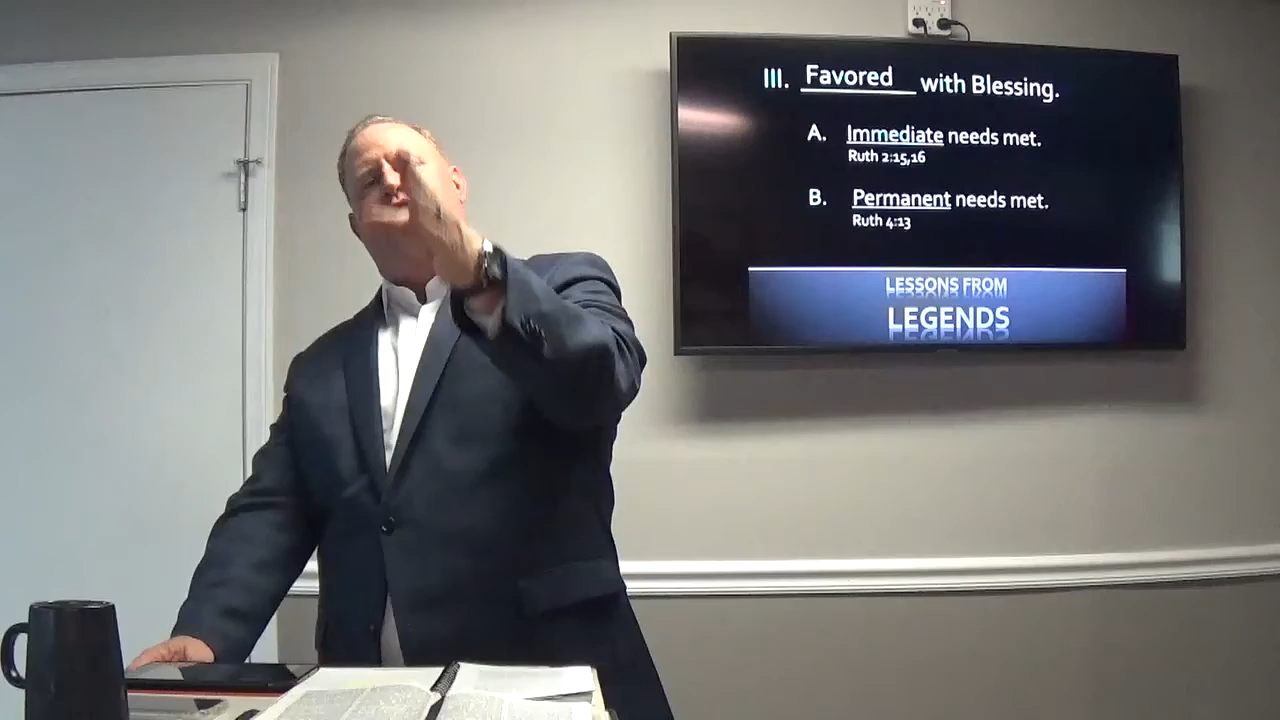 III. Favored with Blessing.
A. Immediate needs met.
Ruth 2:15,16
B. Permanent needs met.
Ruth 4:13
LESSONS FROM
LEGENDS